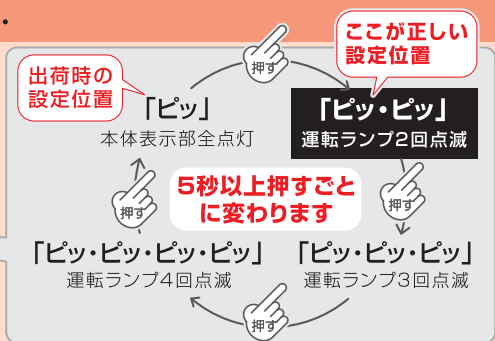 ここが正しい
設定位置
押す
出荷時の
設定位置
「ピッ」
本体表示部全点灯
「ピッ・ピッ」
運転ランプ2回点滅
5秒以上押すごと
に変わります
押す
押す
「ピッ・ピッ・ピッ・ピッ」
運転ランプ4回点滅
「ピッ・ピッ・ピッ」
運転ランプ3回点滅
押す